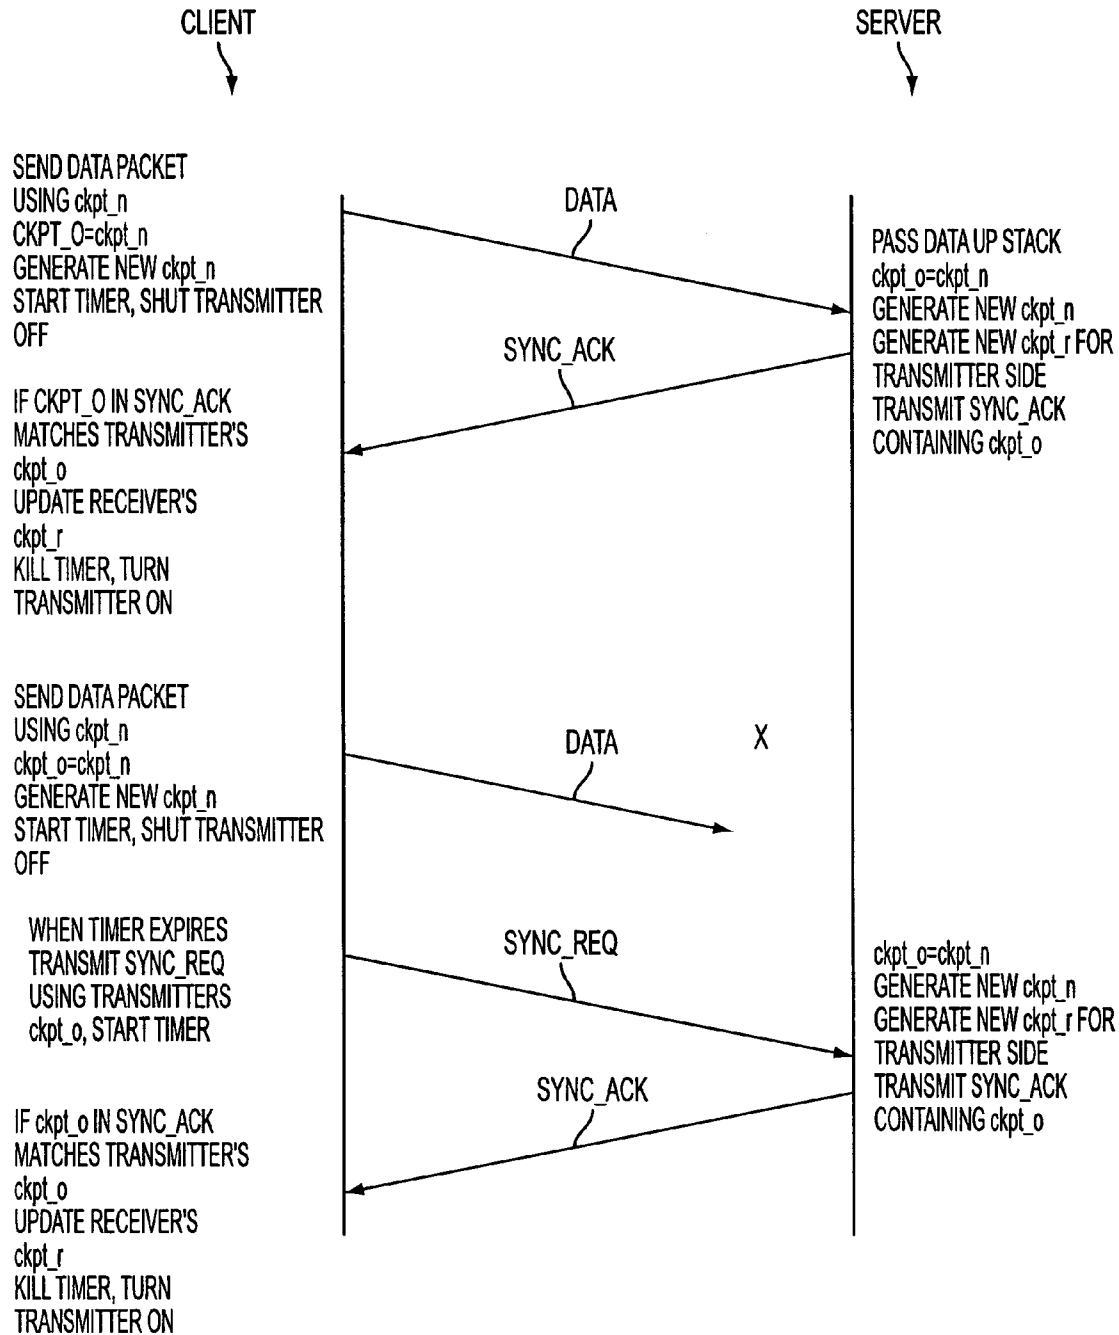 CLIENT
SERVER
SEND DATA PACKET
USING ckpt_n
CKPT_O=ckpt_n
GENERATE NEW ckpt_n
START TIMER, SHUT TRANSMITTER
OFF
DATA
PASS DATA UP STACK
ckpt_o=ckpt_n
GENERATE NEW ckpt_n
GENERATE NEW ckpt_r FOR
TRANSMITTER SIDE
TRANSMIT SYNC_ACK
CONTAINING ckpt_o
SYNC_ACK
IF CKPT_O IN SYNC_ACK
MATCHES TRANSMITTER'S
ckpt_o
UPDATE RECEIVER'S
ckpt_r
KILL TIMER, TURN
TRANSMITTER ON
SEND DATA PACKET
USING ckpt_n
ckpt_o=ckpt_n
GENERATE NEW ckpt_n
START TIMER, SHUT TRANSMITTER
OFF
DATA
X
WHEN TIMER EXPIRES
TRANSMIT SYNC_REQ
USING TRANSMITTERS
ckpt_o, START TIMER
SYNC_REQ
ckpt_o=ckpt_n
GENERATE NEW ckpt_n
GENERATE NEW ckpt_r FOR
TRANSMITTER SIDE
TRANSMIT SYNC_ACK
CONTAINING ckpt_o
SYNC_ACK
IF ckpt_o IN SYNC_ACK
MATCHES TRANSMITTER'S
ckpt_o
UPDATE RECEIVER'S
ckpt_r
KILL TIMER, TURN
TRANSMITTER ON